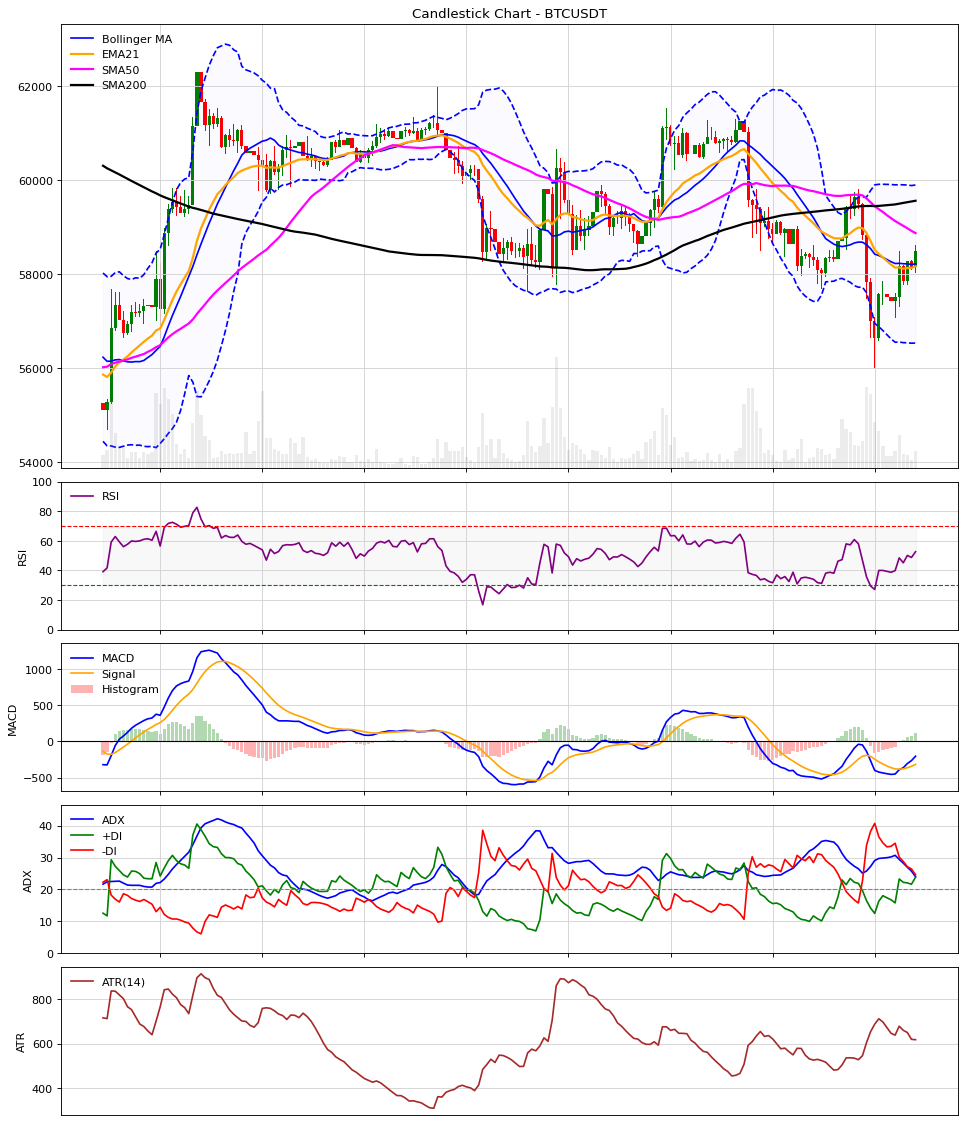 Candlestick Chart - BTCUSDT
Bollinger MA
EMA21
SMA50
SMA200
62000
60000
58000
56000
54000
RSI
RSI
100
80
60
40
20
0
MACD
MACD
Signal
Histogram
1000
500
0
−500
ADX
ADX
+DI
-DI
40
30
20
10
0
ATR
ATR(14)
800
600
400